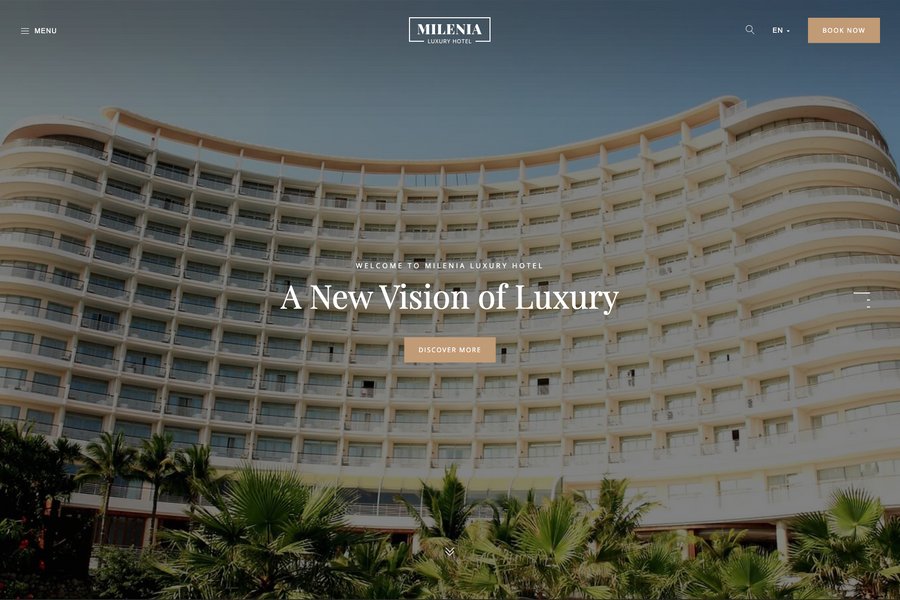 MENU
MILENIA
LUXURY HOTEL
EN
BOOK NOW
WELCOME TO MILENIA LUXURY HOTEL
A New Vision of Luxury
DISCOVER MORE